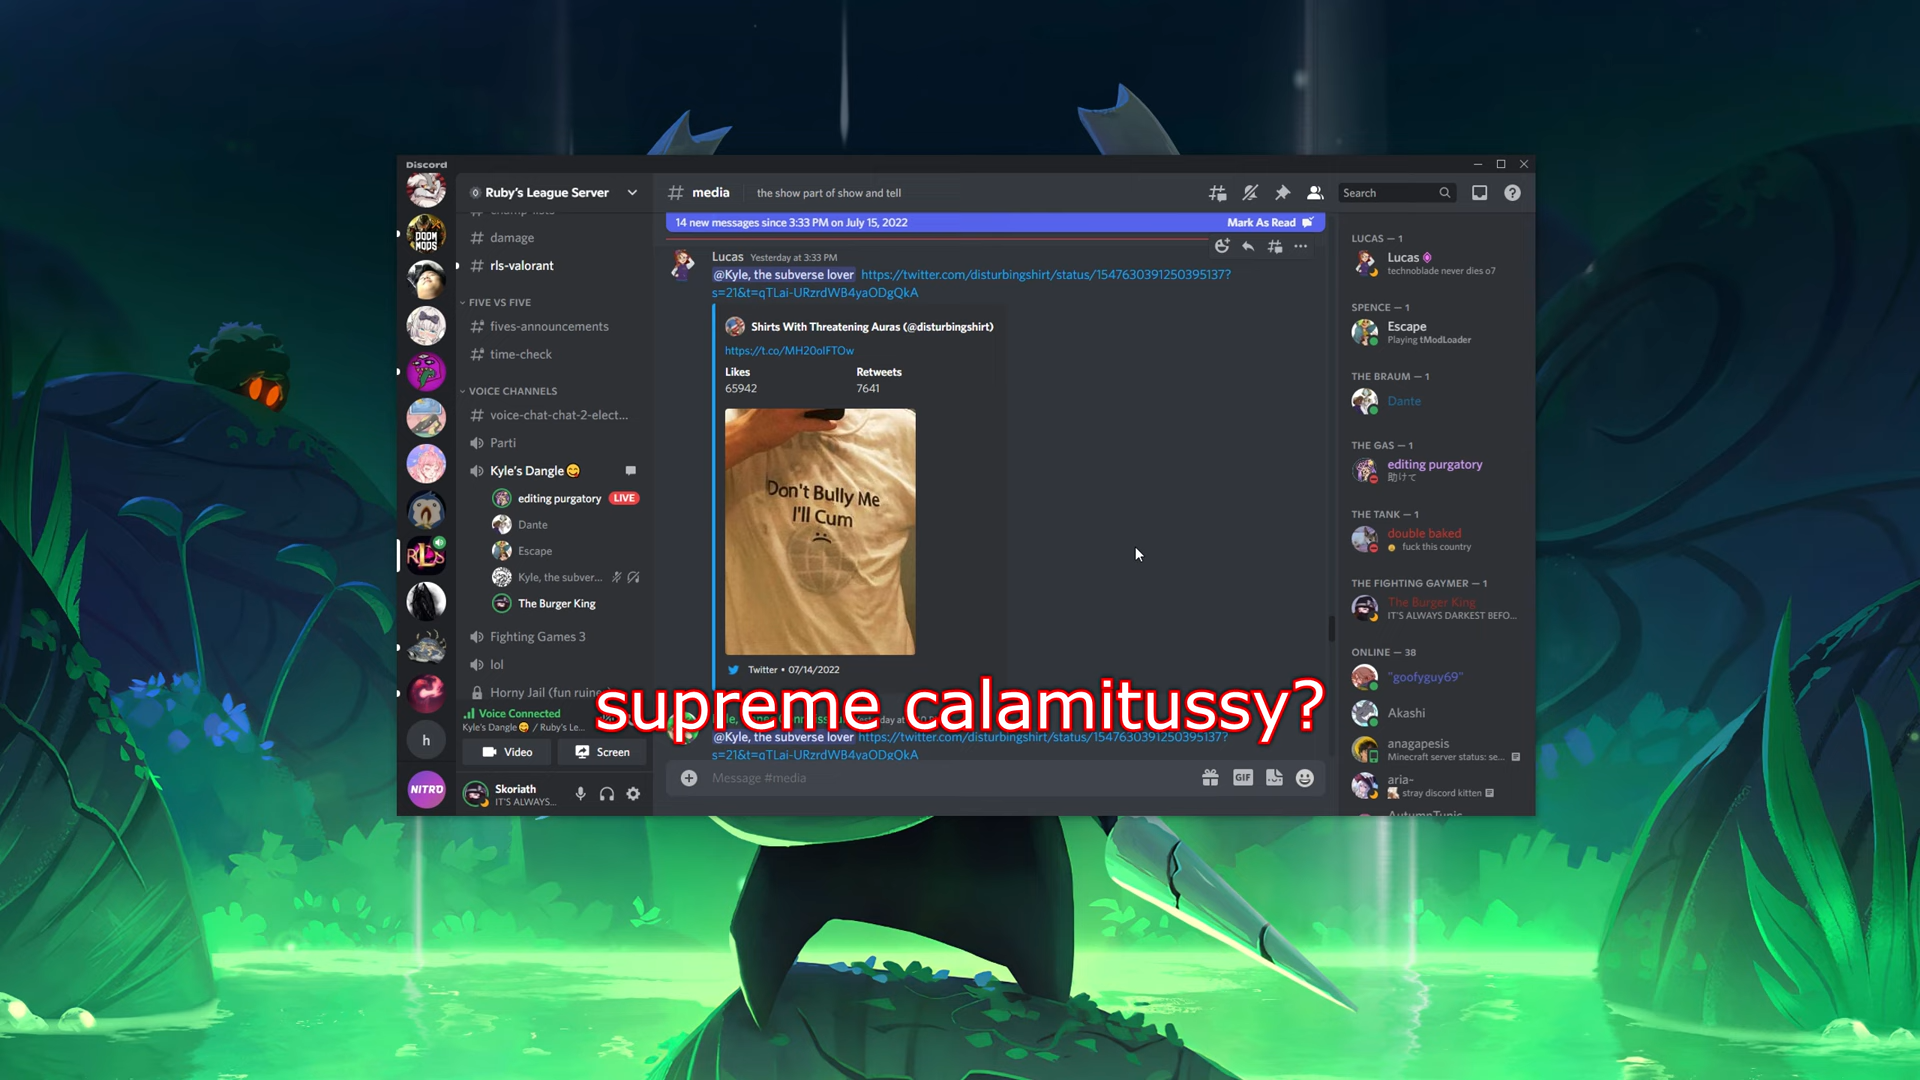 Discord
Ruby's League Server
media
the show part of show and tell
Search
14 new messages since 3:33 PM on July 15, 2022
Mark As Read
damage
rls-valorant
FIVE VS FIVE
fives-announcements
time-check
VOICE CHANNELS
voice-chat-chat-2-elect...
Parti
Kyle's Dangle
editing purgatory LIVE
Dante
Escape
Kyle, the subver...
The Burger King
Fighting Games 3
lol
Horny Jail (fun ruine
Voice Connected
Kyle's Dangle / Ruby's Le...
Video
Screen
Skoriath
IT'S ALWAYS...
DOOM
MODS
RLS
h
NITRO
Lucas Yesterday at 3:33 PM
@Kyle, the subverse lover https://twitter.com/disturbingshirt/status/1547630391250395137?
s=21&t=qTLai-URzrdWB4yaODgQkA
Shirts With Threatening Auras (@disturbingshirt)
https://t.co/MH20oIFTOw
Likes
Retweets
65942
7641
Don't Bully Me
I'll Cum
Twitter • 07/14/2022
supreme calamitussy?
@Kyle, the subverse lover https://twitter.com/disturbingshirt/status/1547630391250395137?
s=21&t=qTLai-URzrdWB4yaODgQkA
Message #media
GIF
LUCAS — 1
Lucas
technoblade never dies o7
SPENCE — 1
Escape
Playing tModLoader
THE BRAUM — 1
Dante
THE GAS — 1
editing purgatory
助けて
THE TANK — 1
double baked
fuck this country
THE FIGHTING GAYMER — 1
The Burger King
IT'S ALWAYS DARKEST BEFO...
ONLINE — 38
"goofyguy69"
Akashi
anagapesis
Minecraft server status: se...
aria-
stray discord kitten